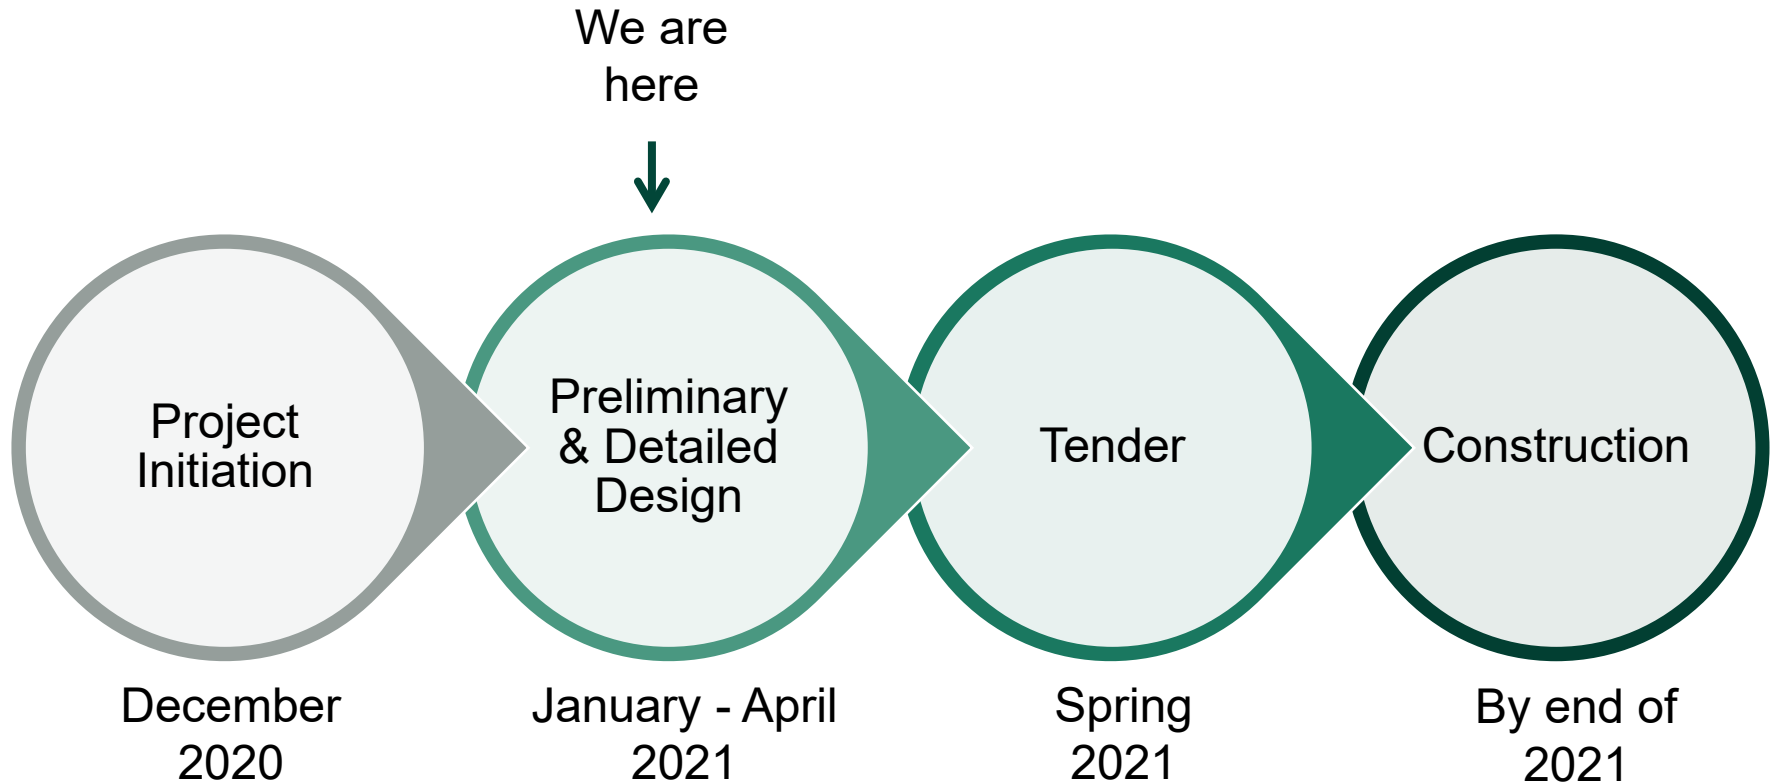 We are
here
Project
Initiation
Preliminary
& Detailed
Design
Tender
Construction
December
2020
January - April
2021
Spring
2021
By end of
2021